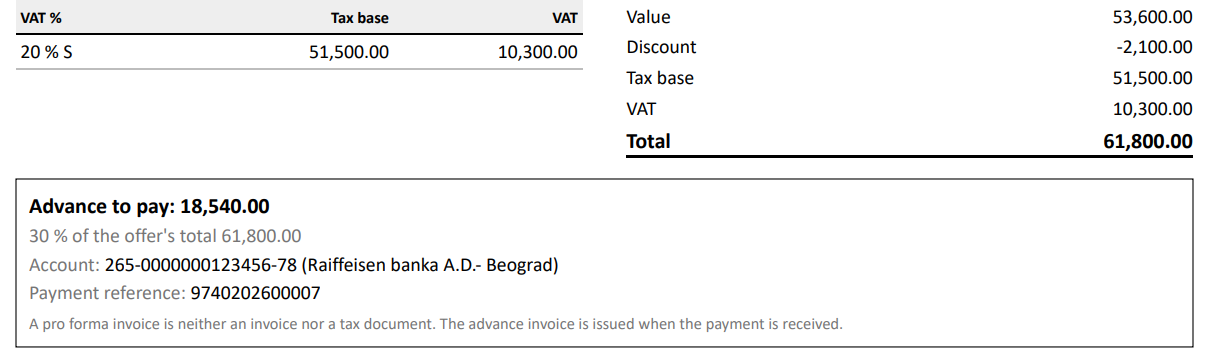 VAT % Tax base VAT
20 % S 51,500.00 10,300.00
Value 53,600.00
Discount -2,100.00
Tax base 51,500.00
VAT 10,300.00
Total 61,800.00
Advance to pay: 18,540.00
30 % of the offer's total 61,800.00
Account: 265-0000000123456-78 (Raiffeisen banka A.D.- Beograd)
Payment reference: 9740202600007
A pro forma invoice is neither an invoice nor a tax document. The advance invoice is issued when the payment is received.